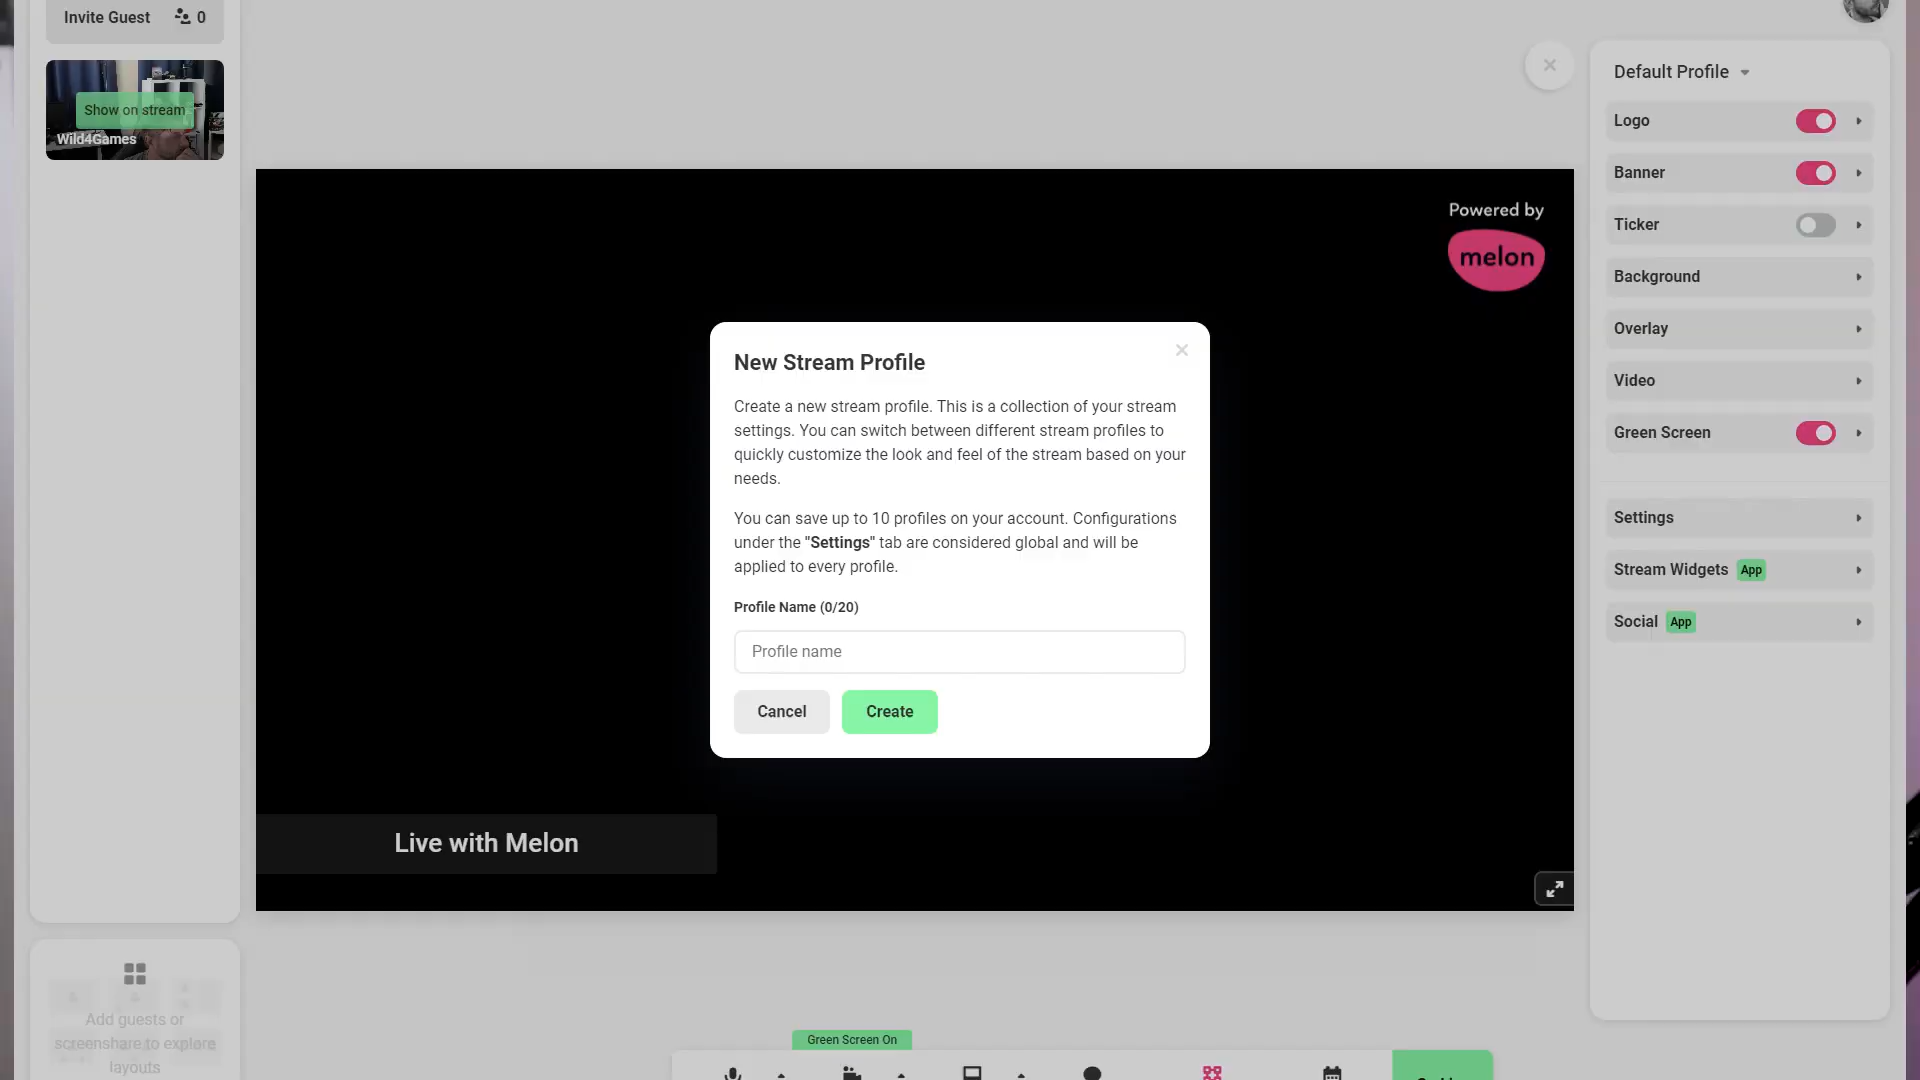 Invite Guest 0
Show on stream
Wild4Games
Default Profile
Logo
Banner
Ticker
Background
Overlay
Video
Green Screen
Settings
Stream Widgets App
Social App
Powered by
melon
New Stream Profile
Create a new stream profile. This is a collection of your stream
settings. You can switch between different stream profiles to
quickly customize the look and feel of the stream based on your
needs.
You can save up to 10 profiles on your account. Configurations
under the "Settings" tab are considered global and will be
applied to every profile.
Profile Name (0/20)
Profile name
Cancel Create
Live with Melon
Add guests or
screenshare to explore
layouts
Green Screen On